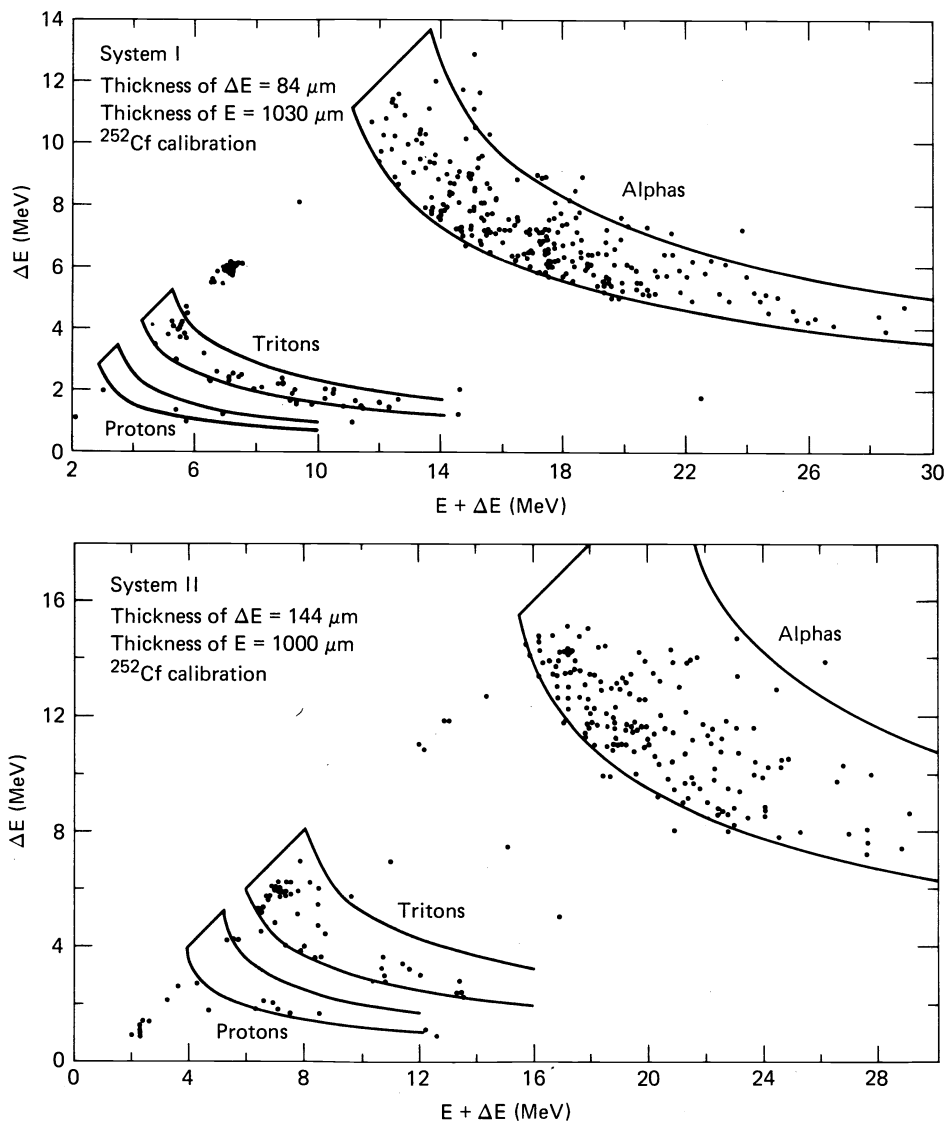 System I
Thickness of ΔE = 84 μm
Thickness of E = 1030 μm
²⁵²Cf calibration
Alphas
Tritons
Protons
ΔE (MeV)
14
12
10
8
6
4
2
0
2 6 10 14 18 22 26 30
E + ΔE (MeV)
System II
Thickness of ΔE = 144 μm
Thickness of E = 1000 μm
²⁵²Cf calibration
Alphas
Tritons
Protons
ΔE (MeV)
16
12
8
4
0
0 4 8 12 16 20 24 28
E + ΔE (MeV)